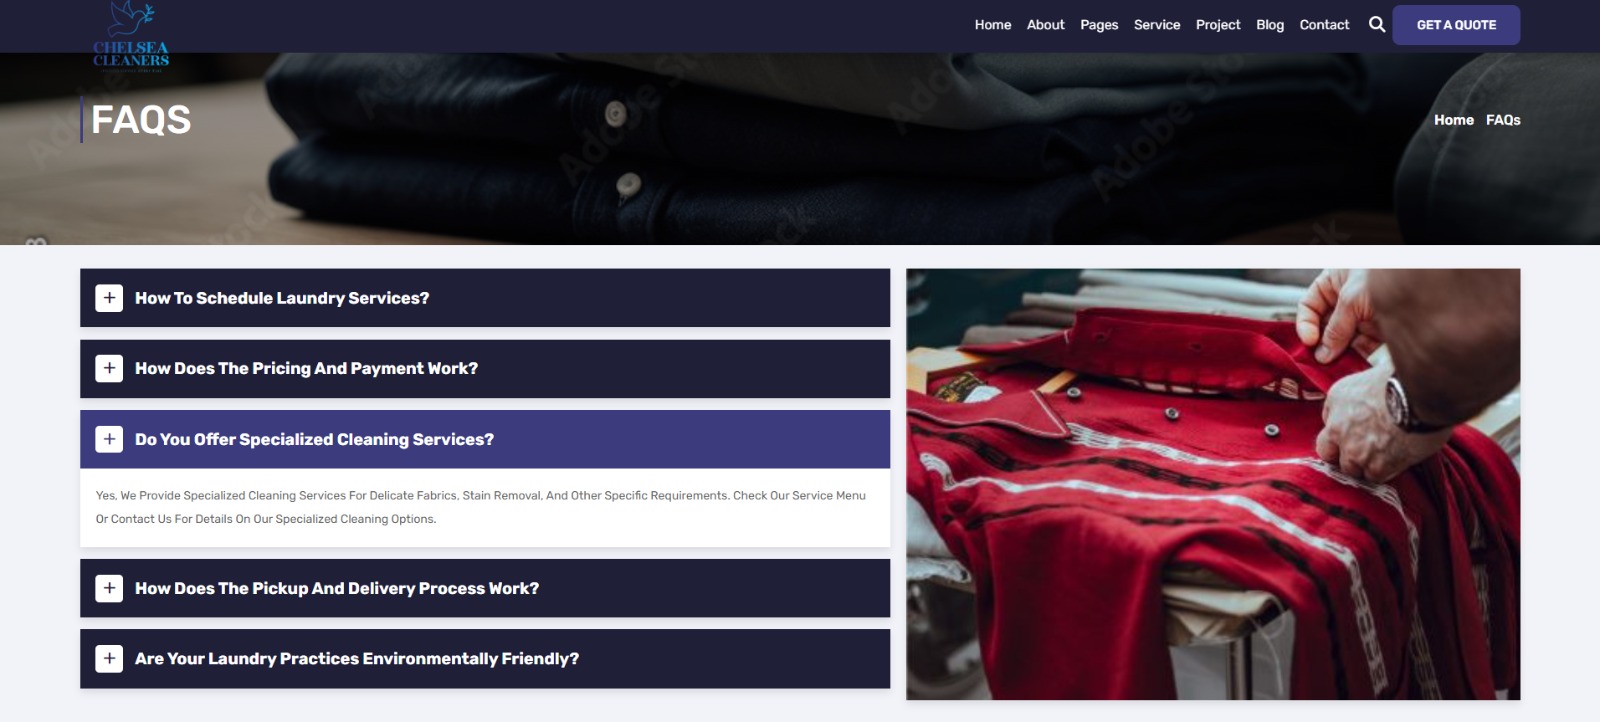 CHELSEA
CLEANERS
Home About Pages Service Project Blog Contact GET A QUOTE
FAQS
Home FAQs
Adobe Stock
How To Schedule Laundry Services?
How Does The Pricing And Payment Work?
Do You Offer Specialized Cleaning Services?
Yes, We Provide Specialized Cleaning Services For Delicate Fabrics, Stain Removal, And Other Specific Requirements. Check Our Service Menu
Or Contact Us For Details On Our Specialized Cleaning Options.
How Does The Pickup And Delivery Process Work?
Are Your Laundry Practices Environmentally Friendly?